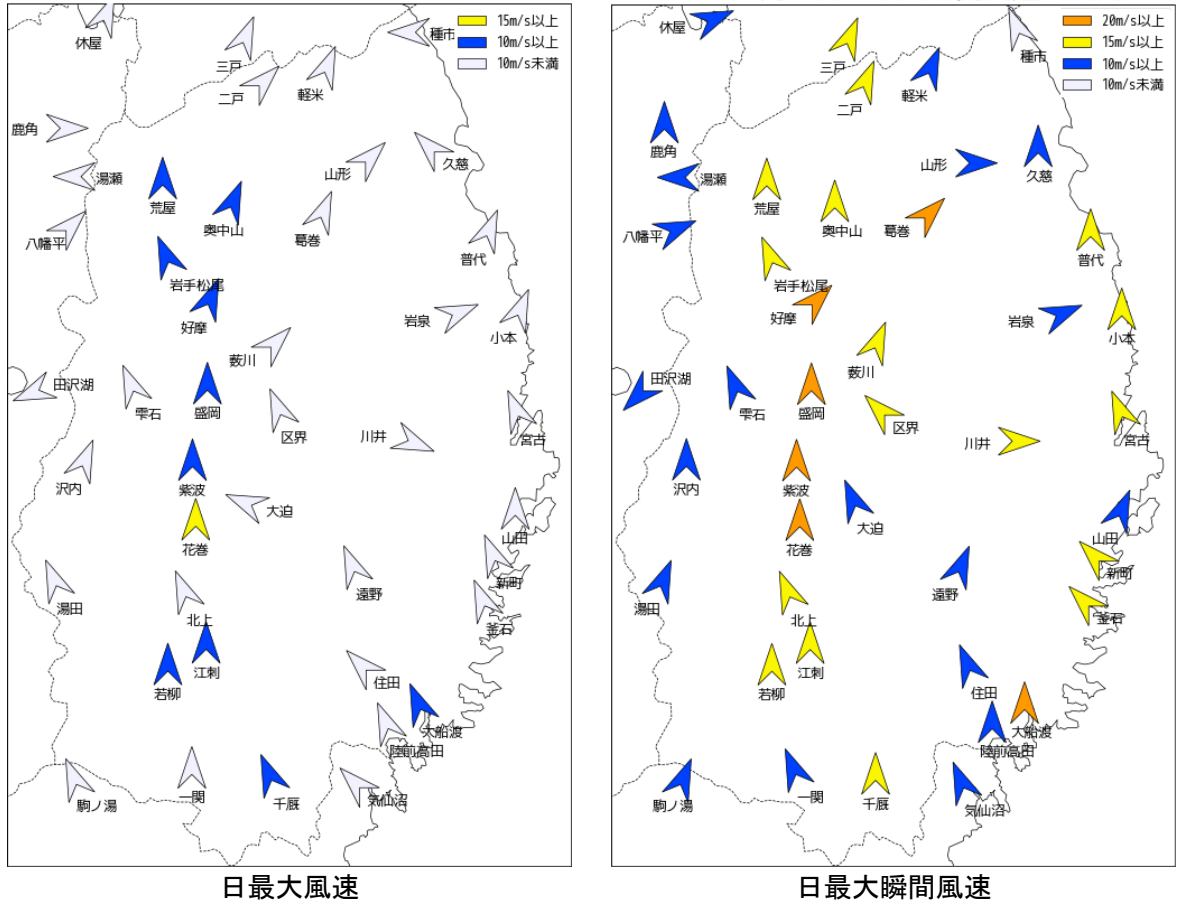 15m/s以上
10m/s以上
10m/s未満
休屋
種市
三戸
二戸
軽米
鹿角
久慈
湯瀬
山形
荒屋
奥中山
葛巻
八幡平
普代
岩手松尾
好摩
岩泉
小本
薮川
田沢湖
雫石
盛岡
区界
川井
宮古
沢内
紫波
大迫
山田
花巻
新町
湯田
遠野
北上
釜石
江刺
若柳
住田
大船渡
陸前高田
駒ノ湯
一関
千厩
気仙沼
日最大風速
20m/s以上
15m/s以上
10m/s以上
10m/s未満
休屋
種市
三戸
二戸
軽米
鹿角
山形
久慈
湯瀬
荒屋
奥中山
葛巻
八幡平
普代
岩手松尾
好摩
岩泉
小本
薮川
田沢湖
雫石
盛岡
区界
川井
宮古
沢内
紫波
大迫
山田
花巻
新町
湯田
遠野
北上
釜石
江刺
若柳
住田
大船渡
陸前高田
駒ノ湯
一関
千厩
気仙沼
日最大瞬間風速